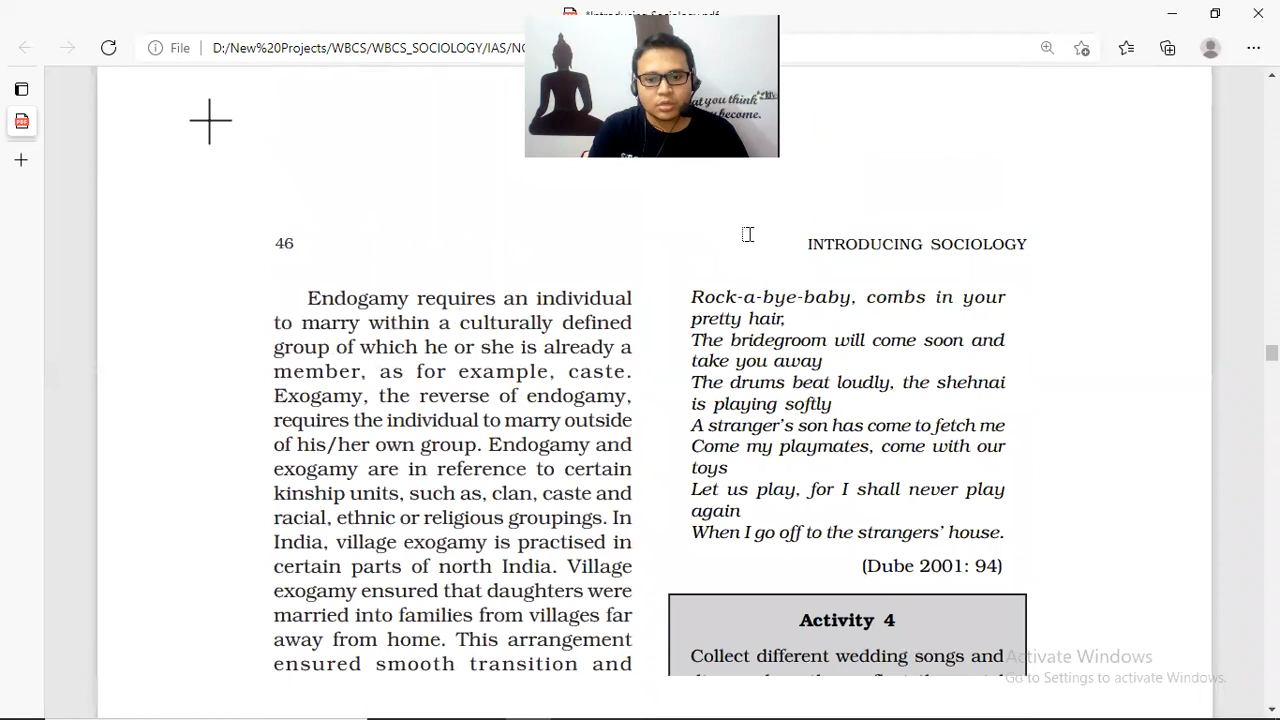 *Introducing Sociology.pdf
File
D:/New%20Projects/WBCS/WBCS_SOCIOLOGY/IAS/NC
at you think
become.
46
INTRODUCING SOCIOLOGY
Endogamy requires an individual
to marry within a culturally defined
group of which he or she is already a
member, as for example, caste.
Exogamy, the reverse of endogamy,
requires the individual to marry outside
of his/her own group. Endogamy and
exogamy are in reference to certain
kinship units, such as, clan, caste and
racial, ethnic or religious groupings. In
India, village exogamy is practised in
certain parts of north India. Village
exogamy ensured that daughters were
married into families from villages far
away from home. This arrangement
ensured smooth transition and
Rock-a-bye-baby, combs in your
pretty hair,
The bridegroom will come soon and
take you away
The drums beat loudly, the shehnai
is playing softly
A stranger's son has come to fetch me
Come my playmates, come with our
toys
Let us play, for I shall never play
again
When I go off to the strangers' house.
(Dube 2001: 94)
Activity 4
Collect different wedding songs and
Activate Windows
Go to Settings to activate Windows.